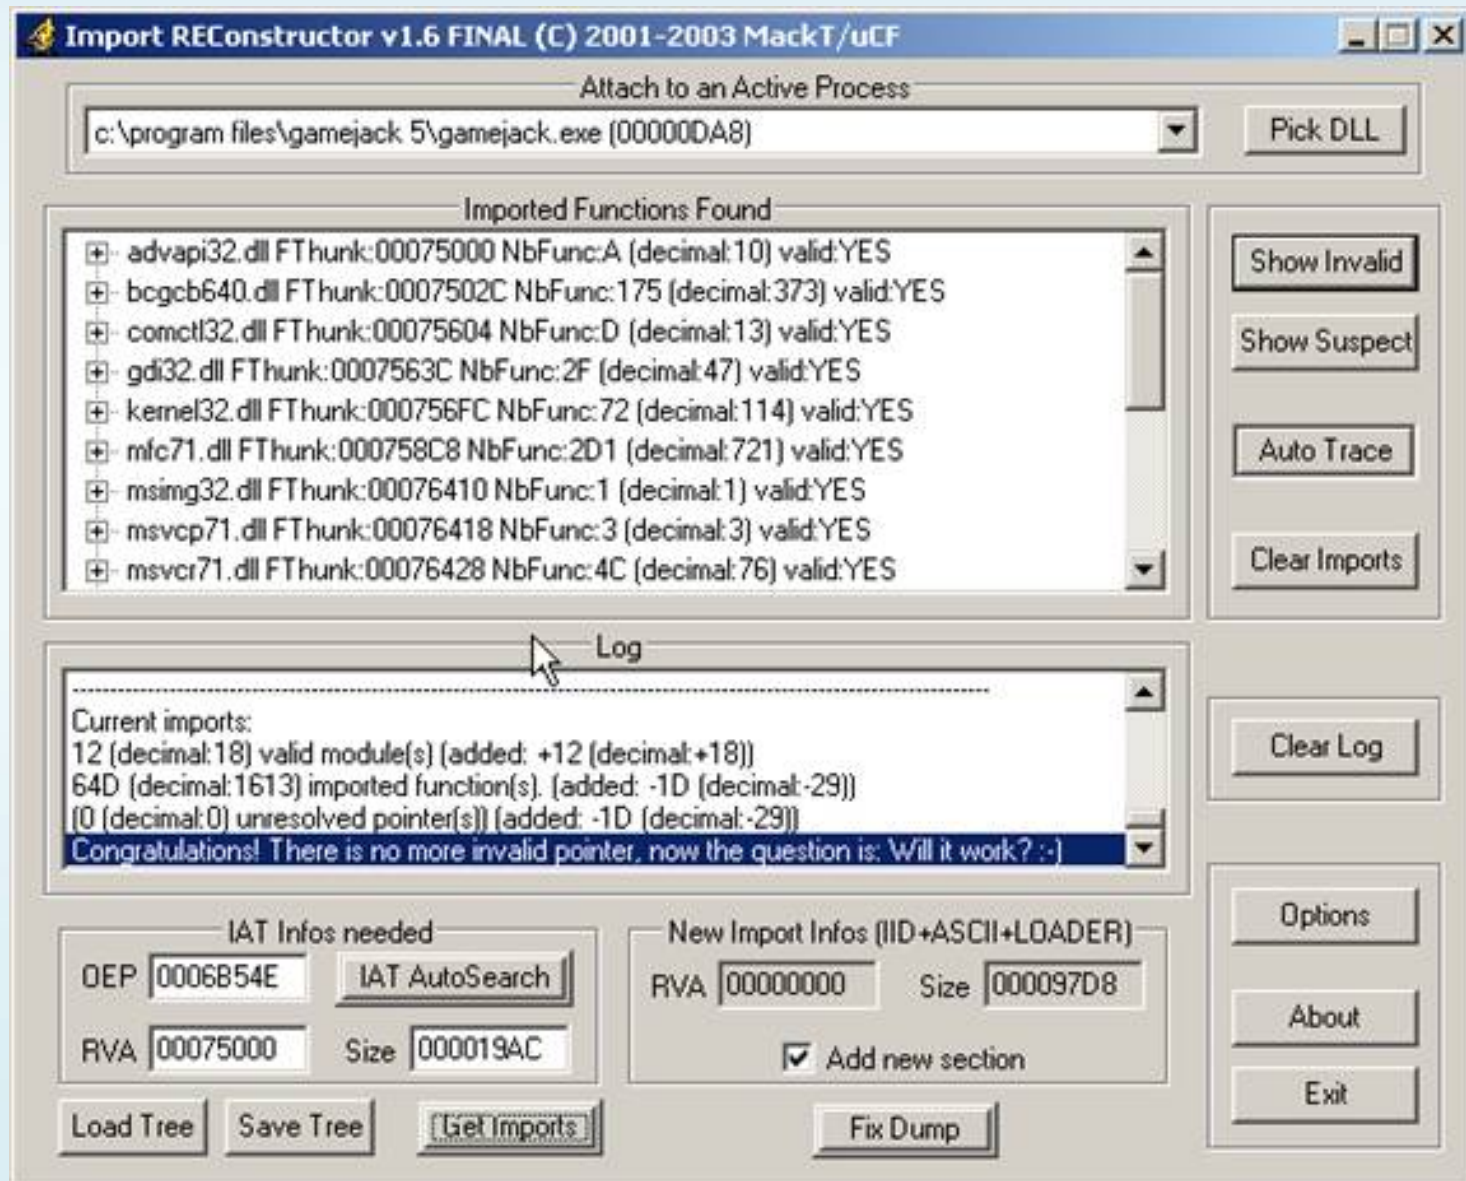 Import REConstructor v1.6 FINAL (C) 2001-2003 MackT/uCF
Attach to an Active Process
c:\program files\gamejack 5\gamejack.exe (00000DA8)
Pick DLL
Imported Functions Found
advapi32.dll FThunk:00075000 NbFunc:A (decimal:10) valid:YES
bcgcb640.dll FThunk:0007502C NbFunc:175 (decimal:373) valid:YES
comctl32.dll FThunk:00075604 NbFunc:D (decimal:13) valid:YES
gdi32.dll FThunk:0007563C NbFunc:2F (decimal:47) valid:YES
kernel32.dll FThunk:000756FC NbFunc:72 (decimal:114) valid:YES
mfc71.dll FThunk:000758C8 NbFunc:2D1 (decimal:721) valid:YES
msimg32.dll FThunk:00076410 NbFunc:1 (decimal:1) valid:YES
msvcp71.dll FThunk:00076418 NbFunc:3 (decimal:3) valid:YES
msvcr71.dll FThunk:00076428 NbFunc:4C (decimal:76) valid:YES
Show Invalid
Show Suspect
Auto Trace
Clear Imports
Log
Current imports:
12 (decimal:18) valid module(s) (added: +12 (decimal:+18))
64D (decimal:1613) imported function(s). (added: -1D (decimal:-29))
(0 (decimal:0) unresolved pointer(s)) (added: -1D (decimal:-29))
Congratulations! There is no more invalid pointer, now the question is: Will it work? :-)
Clear Log
IAT Infos needed
OEP 0006B54E IAT AutoSearch
RVA 00075000 Size 000019AC
New Import Infos (IID+ASCII+LOADER)
RVA 00000000 Size 000097D8
Add new section
Options
About
Exit
Load Tree Save Tree Get Imports Fix Dump